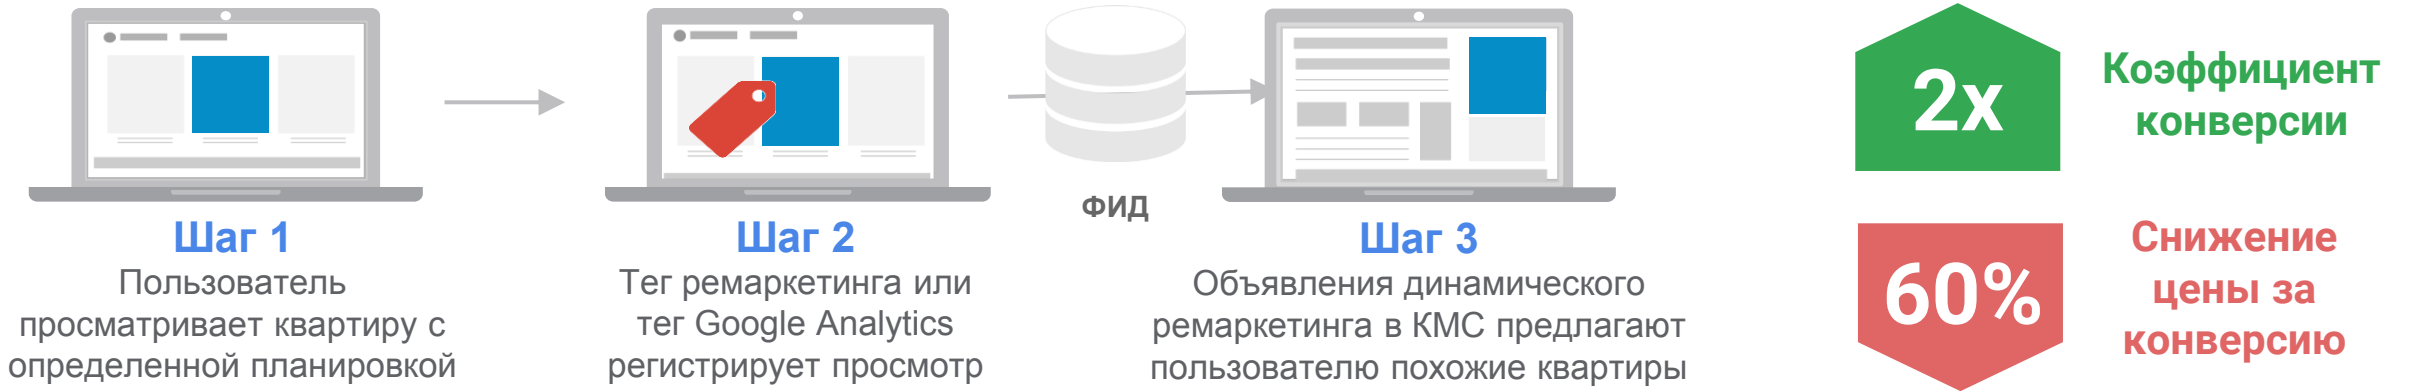 ФИД
Шаг 1
Пользователь
просматривает квартиру с
определенной планировкой
Шаг 2
Тег ремаркетинга или
тег Google Analytics
регистрирует просмотр
Шаг 3
Объявления динамического
ремаркетинга в КМС предлагают
пользователю похожие квартиры
2x
Коэффициент
конверсии
60%
Снижение
цены за
конверсию